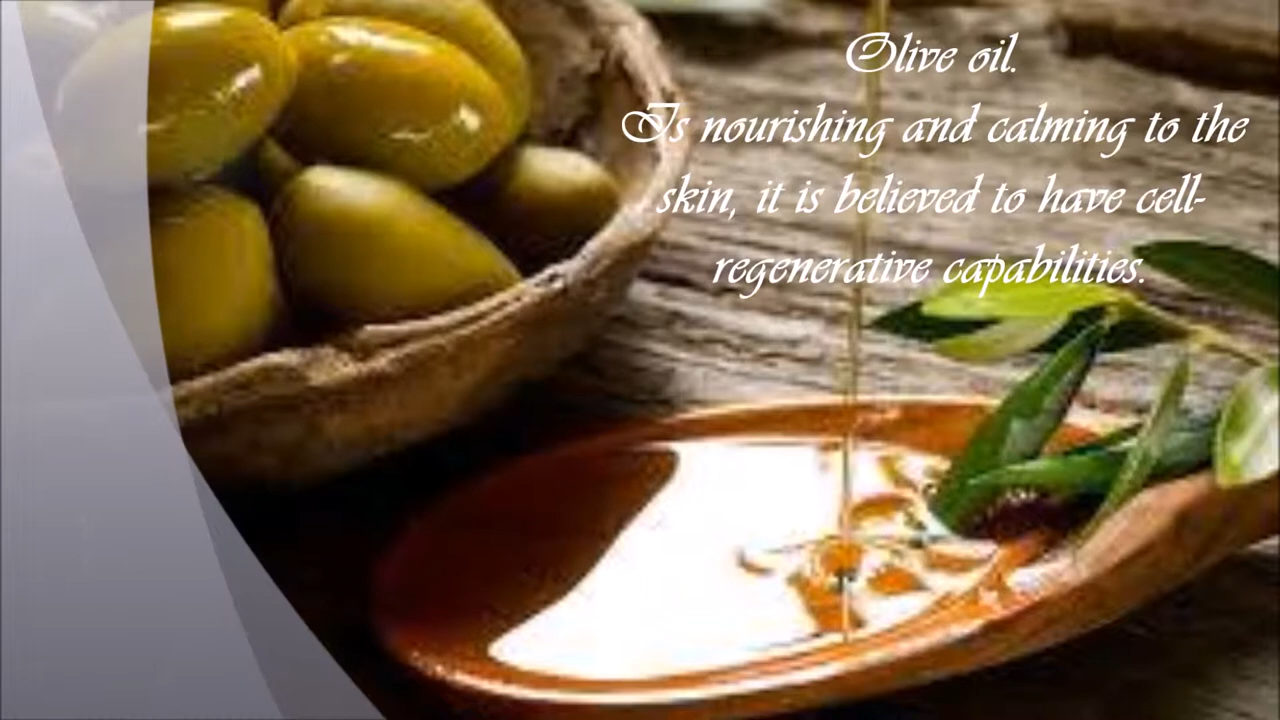 Olive oil.
Is nourishing and calming to the
skin, it is believed to have cell-
regenerative capabilities.